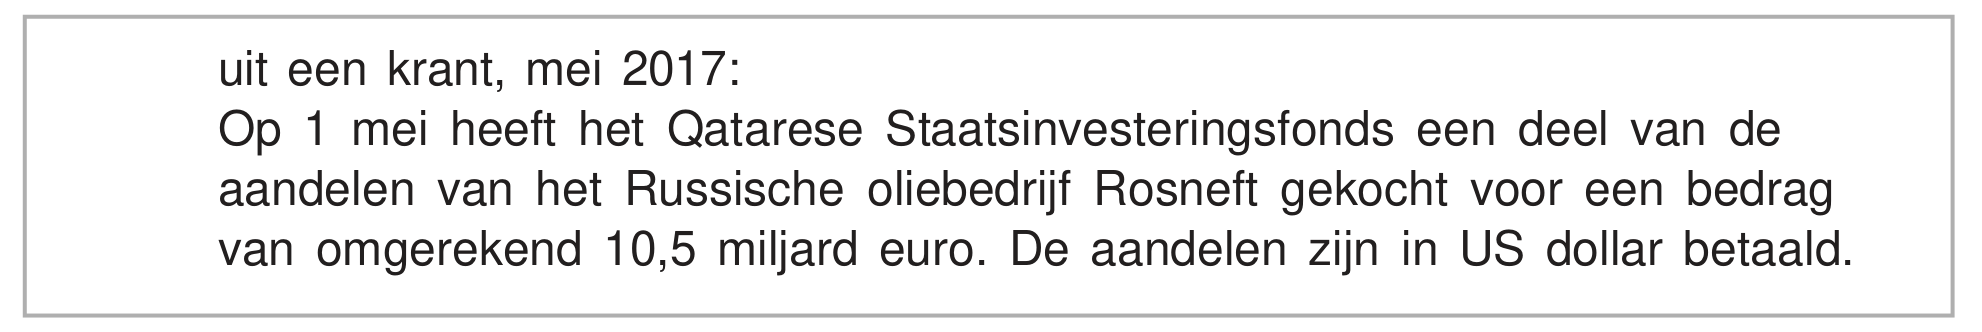 uit een krant, mei 2017:
Op 1 mei heeft het Qatarese Staatsinvesteringsfonds een deel van de
aandelen van het Russische oliebedrijf Rosneft gekocht voor een bedrag
van omgerekend 10,5 miljard euro. De aandelen zijn in US dollar betaald.